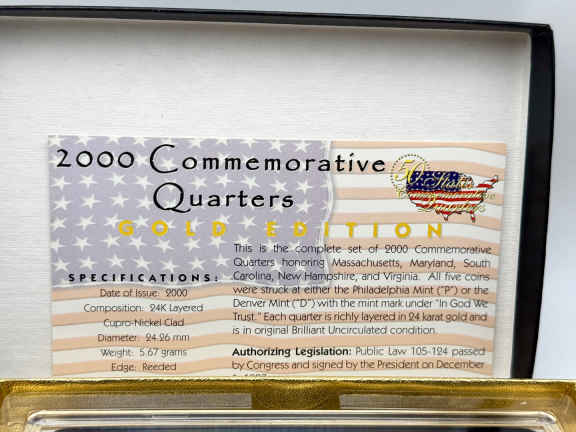 2000 Commemorative
Quarters
GOLD EDITION
50 State
Quarters
This is the complete set of 2000 Commemorative
Quarters honoring Massachusetts, Maryland, South
Carolina, New Hampshire, and Virginia. All five coins
were struck at either the Philadelphia Mint ("P") or the
Denver Mint ("D") with the mint mark under "In God We
Trust." Each quarter is richly layered in 24 karat gold and
is in original Brilliant Uncirculated condition.
Authorizing Legislation: Public Law 105-124 passed
by Congress and signed by the President on December
SPECIFICATIONS:
Date of Issue: 2000
Composition: 24K Layered
Cupro-Nickel Clad
Diameter: 24.26 mm
Weight: 5.67 grams
Edge: Reeded